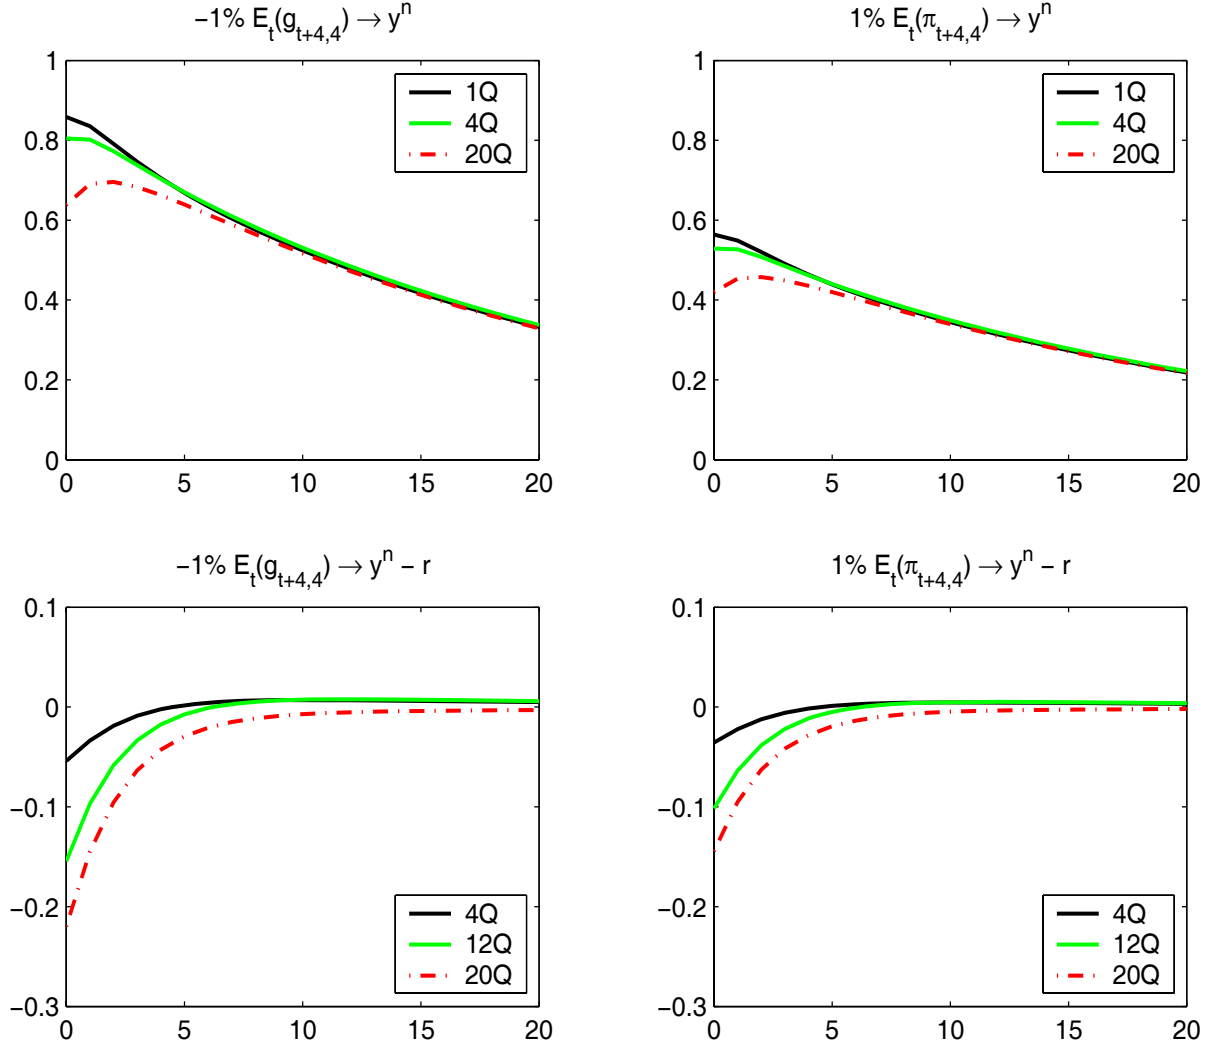 −1% E_t(g_{t+4,4}) → y^n
1% E_t(π_{t+4,4}) → y^n
1
0.8
0.6
0.4
0.2
0
0 5 10 15 20
1Q
4Q
20Q
1
0.8
0.6
0.4
0.2
0
0 5 10 15 20
1Q
4Q
20Q
−1% E_t(g_{t+4,4}) → y^n − r
1% E_t(π_{t+4,4}) → y^n − r
0.1
0
−0.1
−0.2
−0.3
0 5 10 15 20
4Q
12Q
20Q
0.1
0
−0.1
−0.2
−0.3
0 5 10 15 20
4Q
12Q
20Q